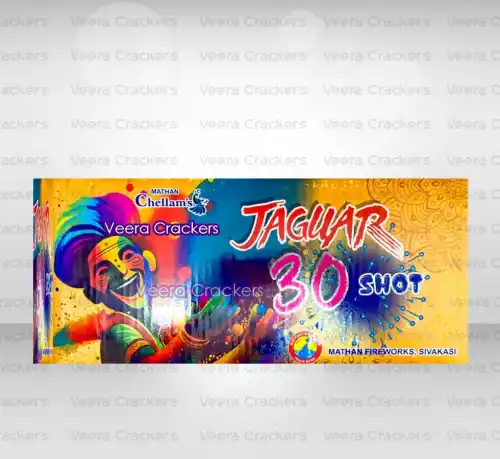 MATHAN
Chellam's
Veera Crackers
JAGUAR
30 SHOT
Veera Crackers
MATHAN FIREWORKS, SIVAKASI